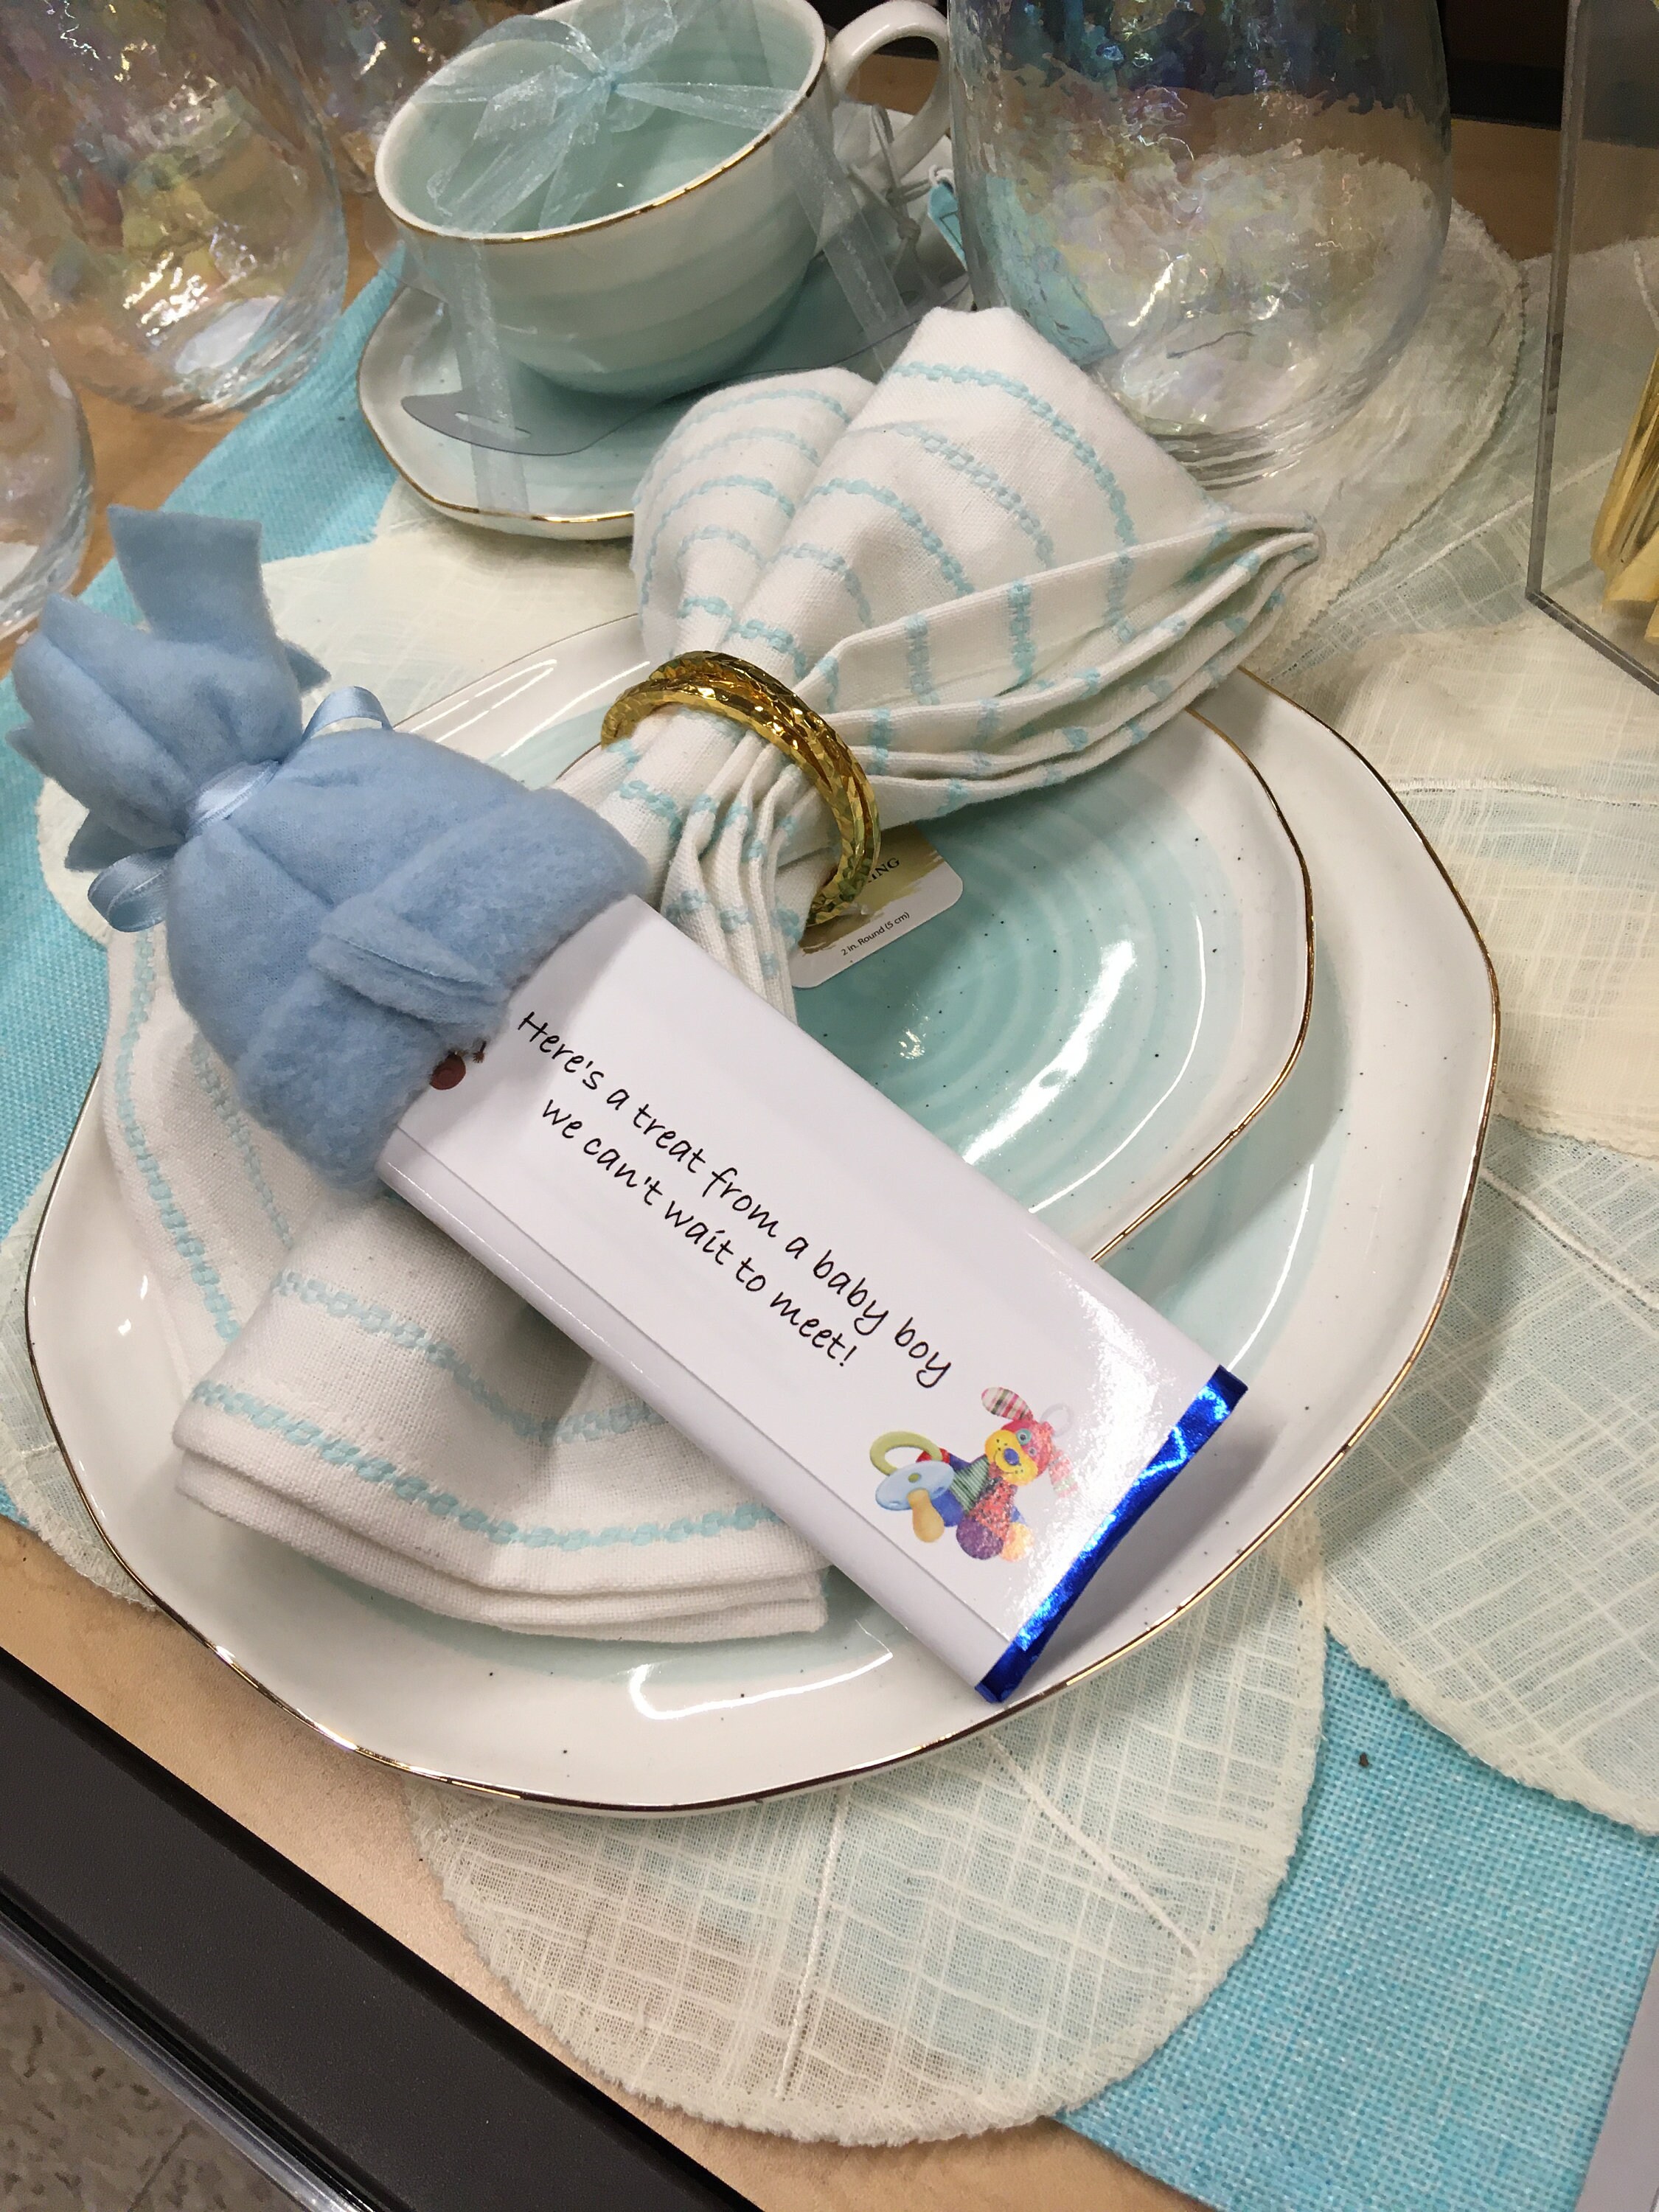 2 in. Round (5 cm)
Here's a treat from a baby boy
we can't wait to meet!